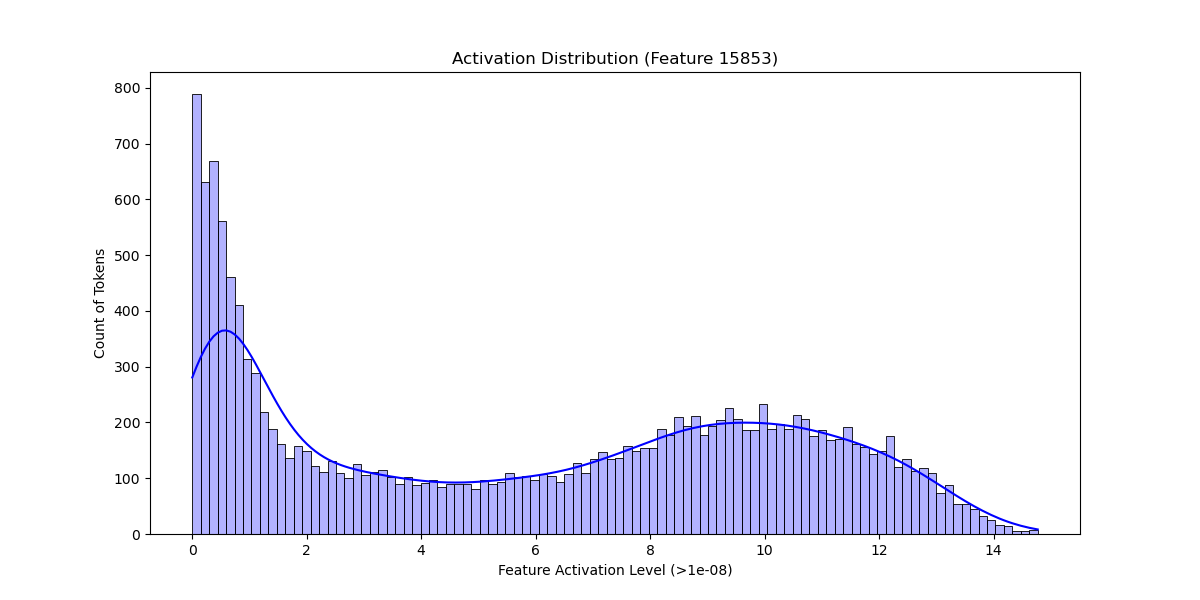 Activation Distribution (Feature 15853)
800
700
600
500
400
300
200
100
0
Count of Tokens
0 2 4 6 8 10 12 14
Feature Activation Level (>1e-08)